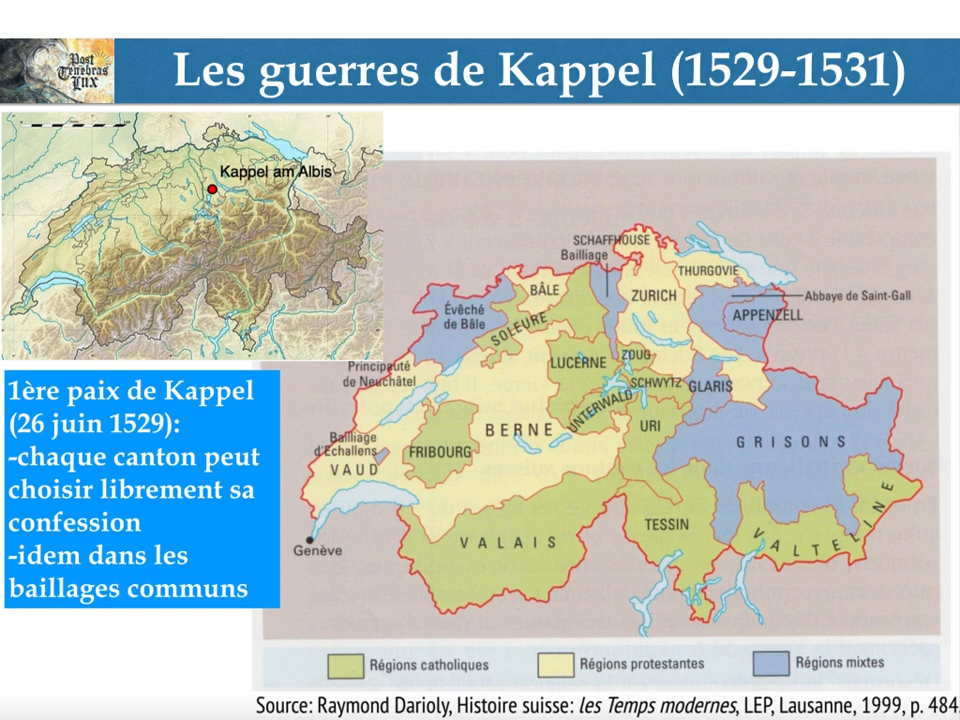 Post
Tenebras
Lux
Les guerres de Kappel (1529-1531)
Kappel am Albis
1ère paix de Kappel
(26 juin 1529):
-chaque canton peut
choisir librement sa
confession
-idem dans les
baillages communs
SCHAFFHOUSE
Bailliage
THURGOVIE
BÂLE
ZURICH
Abbaye de Saint-Gall
Évêché
de Bâle
APPENZELL
SOLEURE
LUCERNE
ZOUG
Principauté
de Neuchâtel
SCHWYTZ
GLARIS
UNTERWALD
BERNE
URI
GRISONS
Bailliage
d'Echallens
VAUD
FRIBOURG
VALTELINE
TESSIN
VALAIS
Genève
Régions catholiques
Régions protestantes
Régions mixtes
Source: Raymond Darioly, Histoire suisse: les Temps modernes, LEP, Lausanne, 1999, p. 484.